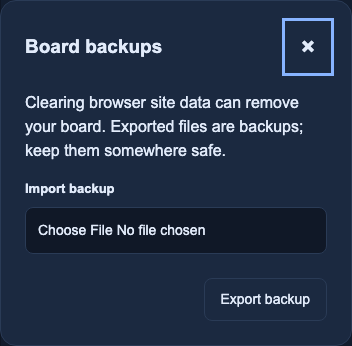 Board backups
✖
Clearing browser site data can remove
your board. Exported files are backups;
keep them somewhere safe.
Import backup
Choose File No file chosen
Export backup